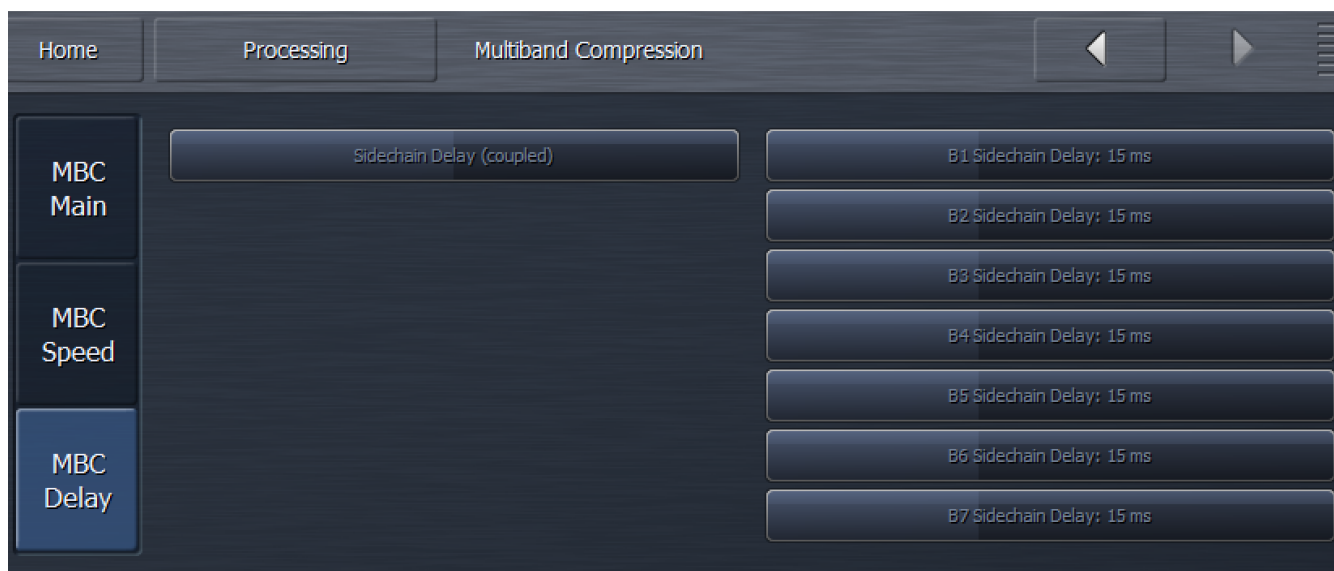 Home
Processing
Multiband Compression
MBC
Main
MBC
Speed
MBC
Delay
Sidechain Delay (coupled)
B1 Sidechain Delay: 15 ms
B2 Sidechain Delay: 15 ms
B3 Sidechain Delay: 15 ms
B4 Sidechain Delay: 15 ms
B5 Sidechain Delay: 15 ms
B6 Sidechain Delay: 15 ms
B7 Sidechain Delay: 15 ms